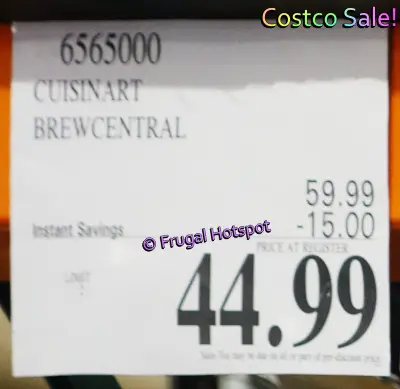 Costco Sale!
6565000
CUISINART
BREWCENTRAL
59.99
Instant Savings -15.00
© Frugal Hotspot
PRICE AT REGISTER
LIMIT
44.99